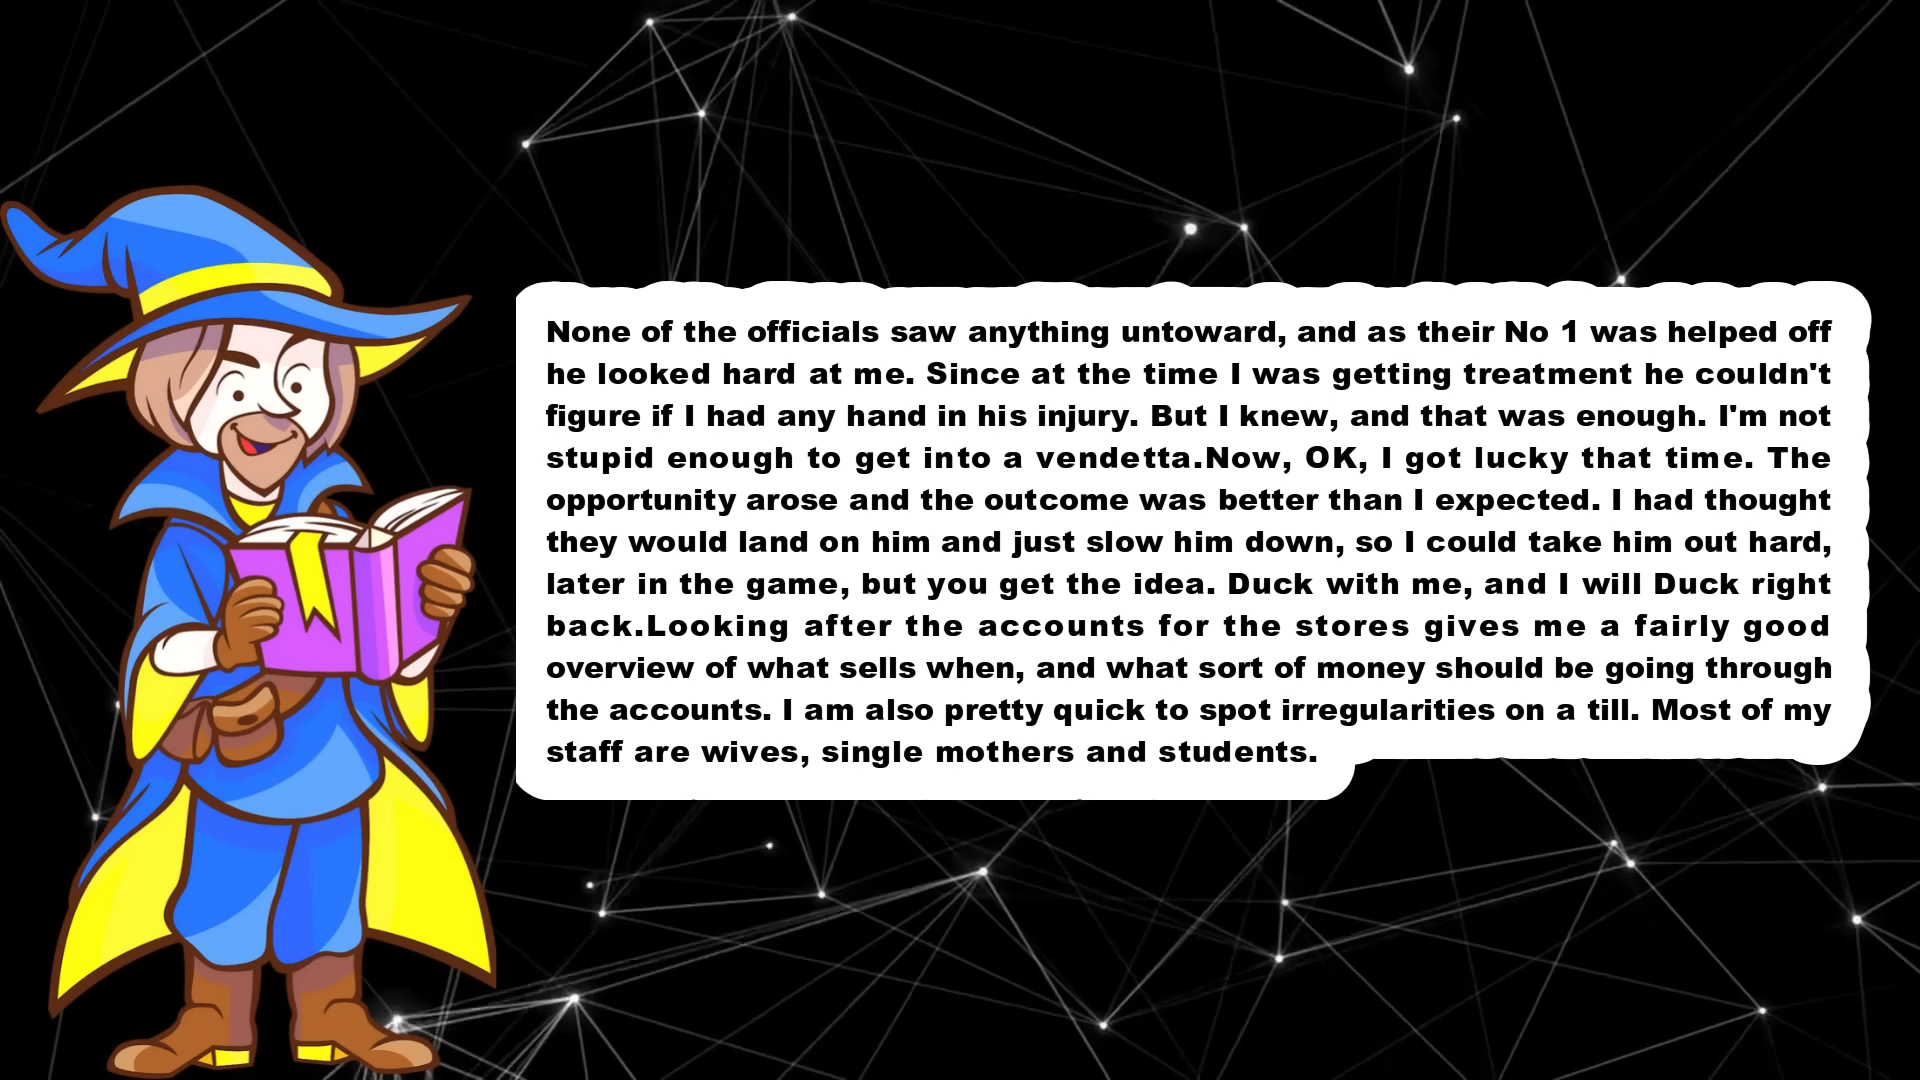 None of the officials saw anything untoward, and as their No 1 was helped off
he looked hard at me. Since at the time I was getting treatment he couldn't
figure if I had any hand in his injury. But I knew, and that was enough. I'm not
stupid enough to get into a vendetta.Now, OK, I got lucky that time. The
opportunity arose and the outcome was better than I expected. I had thought
they would land on him and just slow him down, so I could take him out hard,
later in the game, but you get the idea. Duck with me, and I will Duck right
back.Looking after the accounts for the stores gives me a fairly good
overview of what sells when, and what sort of money should be going through
the accounts. I am also pretty quick to spot irregularities on a till. Most of my
staff are wives, single mothers and students.